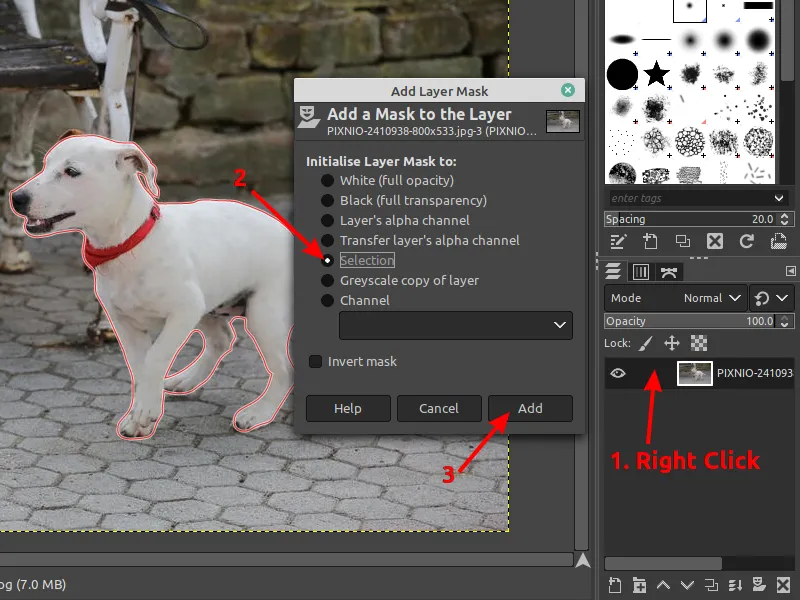 Add Layer Mask
Add a Mask to the Layer
PIXNIO-2410938-800x533.jpg-3 (PIXNIO...
Initialise Layer Mask to:
White (full opacity)
Black (full transparency)
Layer's alpha channel
Transfer layer's alpha channel
Selection
Greyscale copy of layer
Channel
Invert mask
Help
Cancel
Add
2
3
enter tags
Spacing 20.0
Mode Normal
Opacity 100.0
Lock:
PIXNIO-241093
1. Right Click
og (7.0 MB)